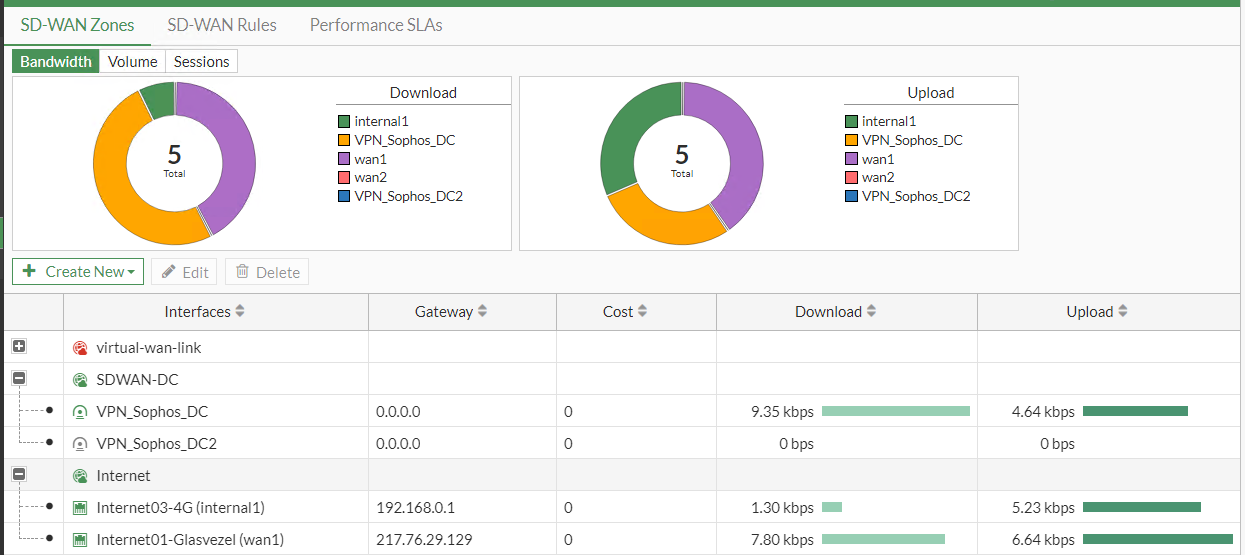 SD-WAN Zones SD-WAN Rules Performance SLAs
Bandwidth Volume Sessions
Download
internal1
VPN_Sophos_DC
wan1
wan2
VPN_Sophos_DC2
5
Total
Upload
internal1
VPN_Sophos_DC
wan1
wan2
VPN_Sophos_DC2
5
Total
Create New Edit Delete
Interfaces Gateway Cost Download Upload
virtual-wan-link
SDWAN-DC
VPN_Sophos_DC 0.0.0.0 0 9.35 kbps 4.64 kbps
VPN_Sophos_DC2 0.0.0.0 0 0 bps 0 bps
Internet
Internet03-4G (internal1) 192.168.0.1 0 1.30 kbps 5.23 kbps
Internet01-Glasvezel (wan1) 217.76.29.129 0 7.80 kbps 6.64 kbps